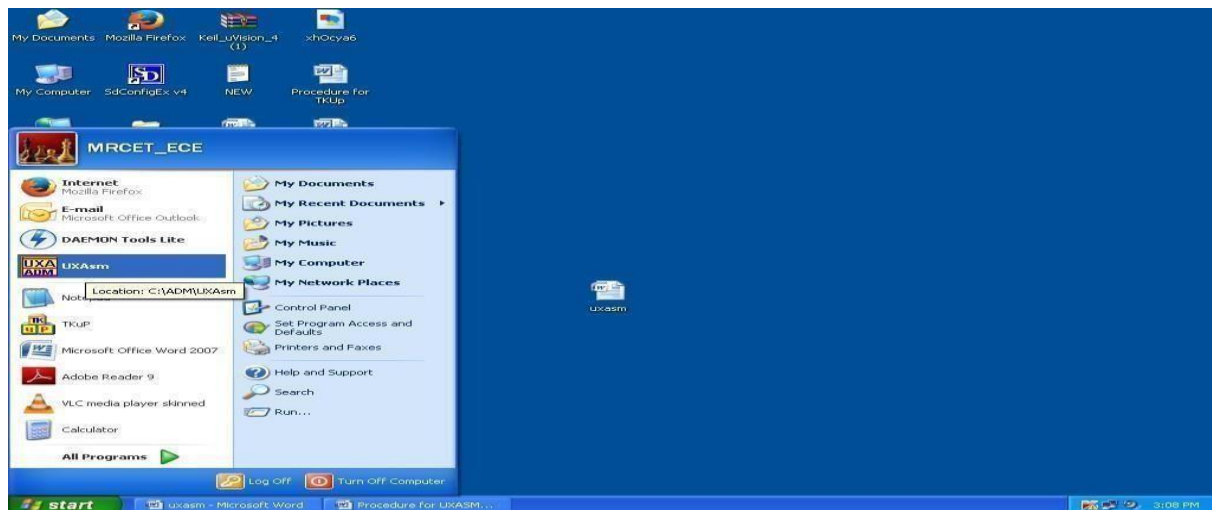 My Documents
Mozilla Firefox
Keil_uVision_4
(1)
xhOcya6
My Computer
SdConfigEx v4
NEW
Procedure for
TKUp
MRCET_ECE
Internet
Mozilla Firefox
E-mail
Microsoft Office Outlook
DAEMON Tools Lite
UXA
ADM
UXAsm
Location: C:\ADM\UXAsm
TKuP
Microsoft Office Word 2007
Adobe Reader 9
VLC media player skinned
Calculator
All Programs
My Documents
My Recent Documents
My Pictures
My Music
My Computer
My Network Places
Control Panel
Set Program Access and
Defaults
Printers and Faxes
Help and Support
Search
Run...
Log Off
Turn Off Computer
uxasm
start
uxasm - Microsoft Word
Procedure for UXASM...
3:08 PM